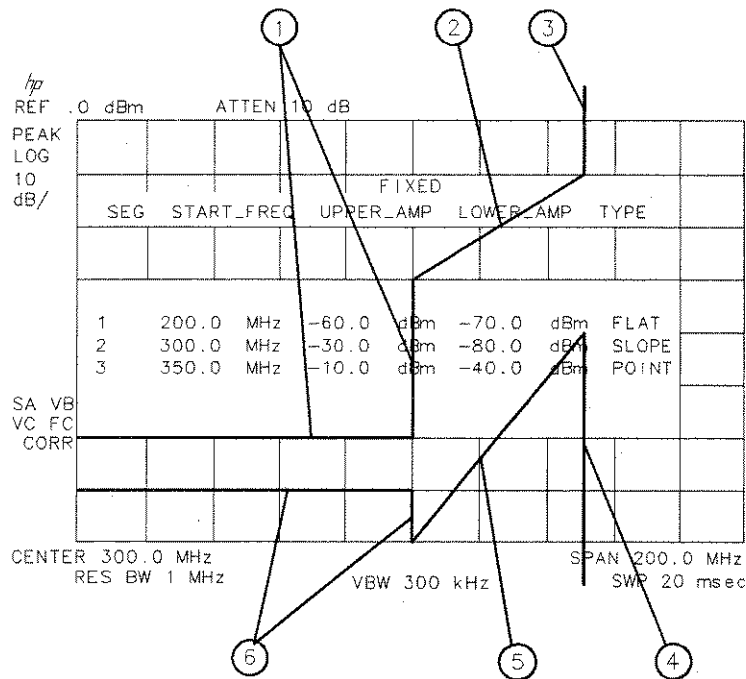 1 2 3
hp
REF .0 dBm ATTEN 10 dB
PEAK
LOG
10
dB/
FIXED
SEG START_FREQ UPPER_AMP LOWER_AMP TYPE
1 200.0 MHz -60.0 dBm -70.0 dBm FLAT
2 300.0 MHz -30.0 dBm -80.0 dBm SLOPE
3 350.0 MHz -10.0 dBm -40.0 dBm POINT
SA VB
VC FC
CORR
CENTER 300.0 MHz SPAN 200.0 MHz
RES BW 1 MHz VBW 300 kHz SWP 20 msec
6 5 4